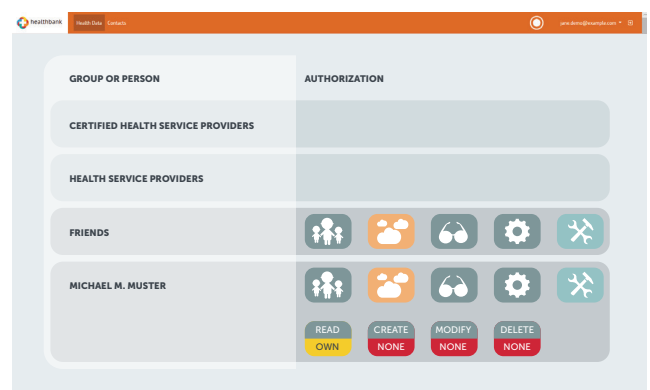 healthbank Health Data Contacts jane.demo@example.com
GROUP OR PERSON AUTHORIZATION
CERTIFIED HEALTH SERVICE PROVIDERS
HEALTH SERVICE PROVIDERS
FRIENDS
MICHAEL M. MUSTER
READ CREATE MODIFY DELETE
OWN NONE NONE NONE